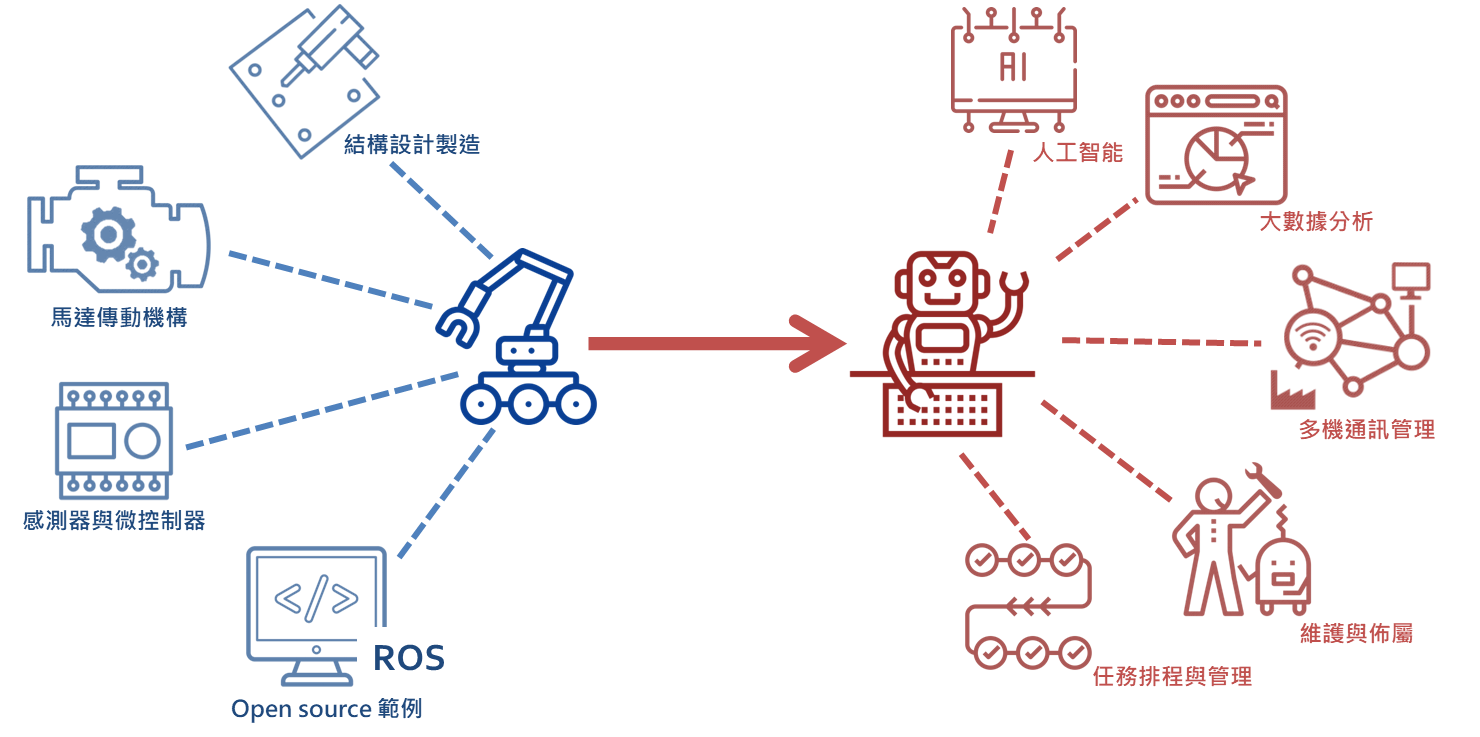 結構設計製造
馬達傳動機構
感測器與微控制器
ROS
Open source 範例
AI
人工智能
大數據分析
多機通訊管理
維護與佈屬
任務排程與管理